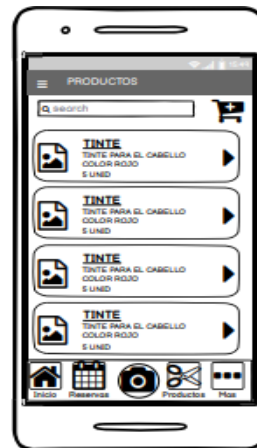 PRODUCTOS
search
TINTE
TINTE PARA EL CABELLO
COLOR ROJO
5 UNID
TINTE
TINTE PARA EL CABELLO
COLOR ROJO
5 UNID
TINTE
TINTE PARA EL CABELLO
COLOR ROJO
5 UNID
TINTE
TINTE PARA EL CABELLO
COLOR ROJO
5 UNID
Inicio Reservas Productos Mas